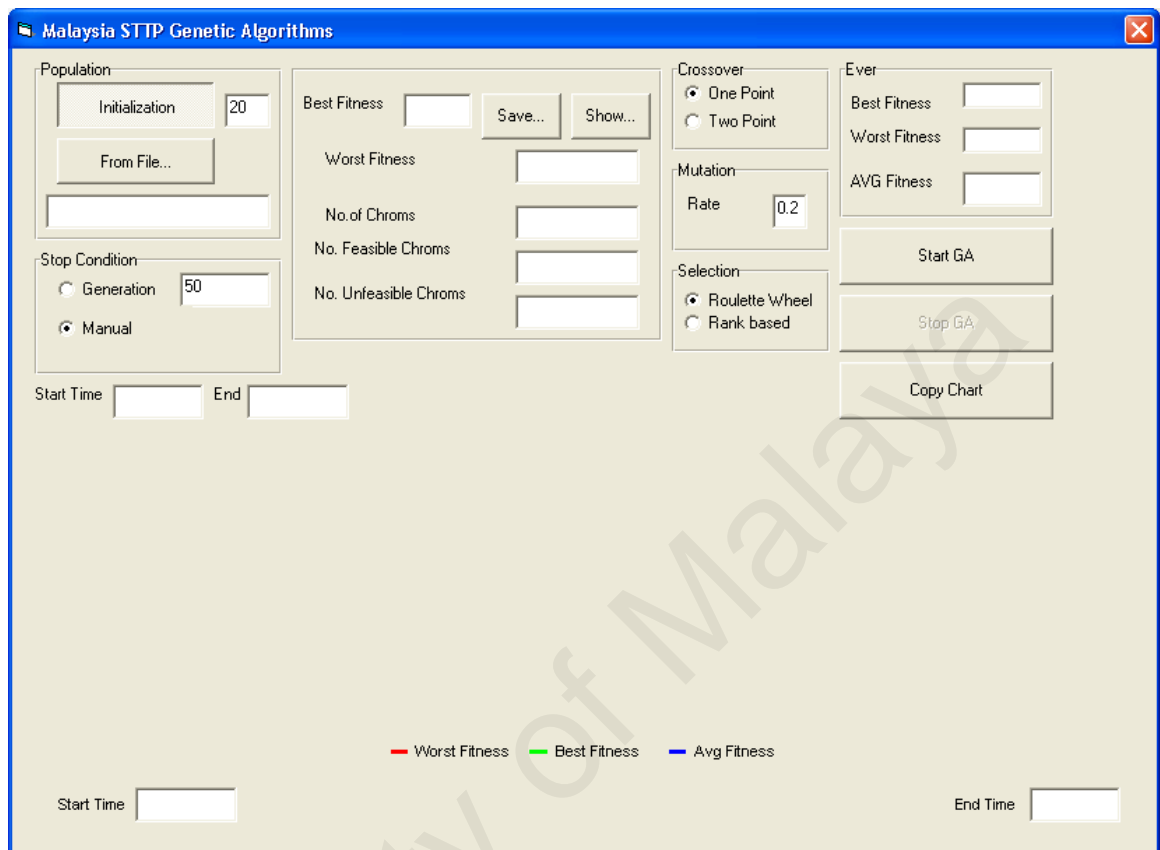 Malaysia STTP Genetic Algorithms
Population
Initialization
20
From File...
Stop Condition
Generation
50
Manual
Start Time
End
Best Fitness
Save...
Show...
Worst Fitness
No.of Chroms
No. Feasible Chroms
No. Unfeasible Chroms
Crossover
One Point
Two Point
Mutation
Rate
0.2
Selection
Roulette Wheel
Rank based
Ever
Best Fitness
Worst Fitness
AVG Fitness
Start GA
Stop GA
Copy Chart
Worst Fitness
Best Fitness
Avg Fitness
Start Time
End Time
of Malaya